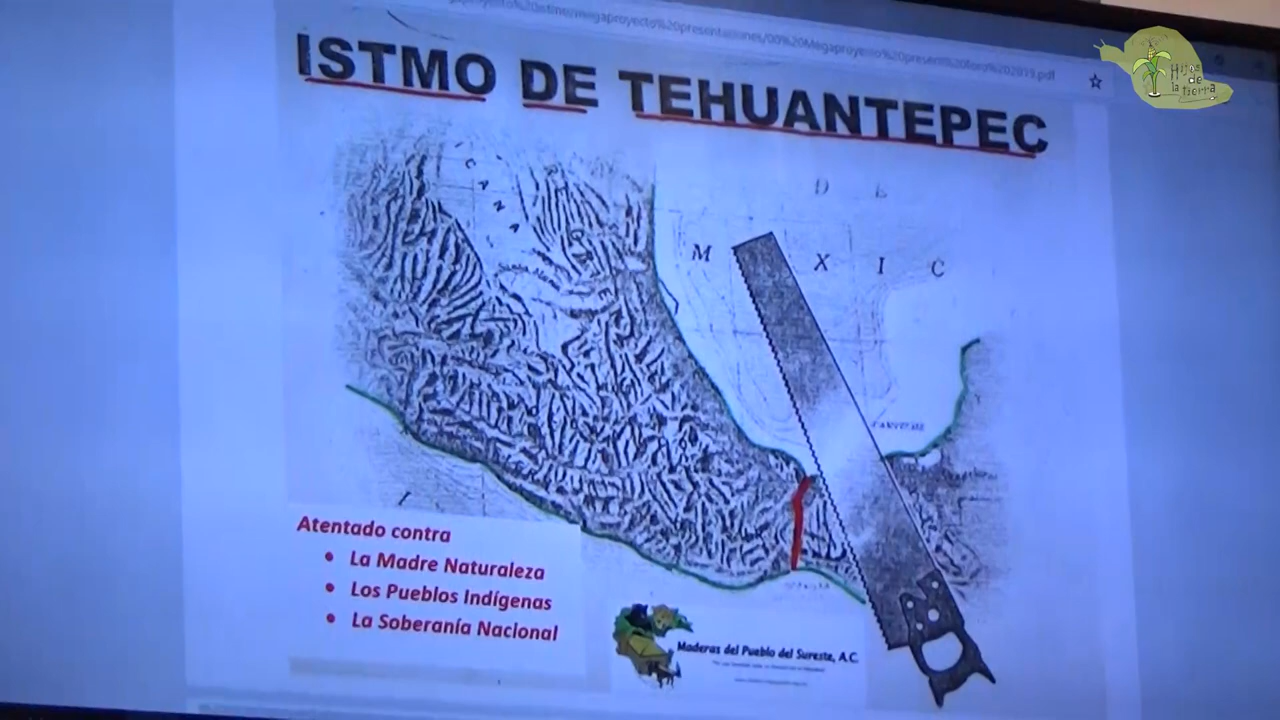 Hijos
de
la tierra
ISTMO DE TEHUANTEPEC
C A N A
D E
M X I C
Atentado contra
• La Madre Naturaleza
• Los Pueblos Indígenas
• La Soberanía Nacional
Maderas del Pueblo del Sureste, A.C.